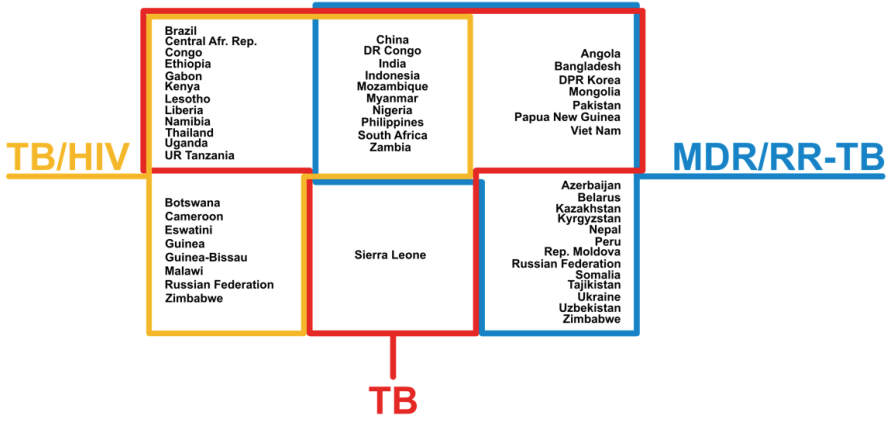 Brazil
Central Afr. Rep.
Congo
Ethiopia
Gabon
Kenya
Lesotho
Liberia
Namibia
Thailand
Uganda
UR Tanzania
China
DR Congo
India
Indonesia
Mozambique
Myanmar
Nigeria
Philippines
South Africa
Zambia
Angola
Bangladesh
DPR Korea
Mongolia
Pakistan
Papua New Guinea
Viet Nam
TB/HIV
MDR/RR-TB
Botswana
Cameroon
Eswatini
Guinea
Guinea-Bissau
Malawi
Russian Federation
Zimbabwe
Sierra Leone
Azerbaijan
Belarus
Kazakhstan
Kyrgyzstan
Nepal
Peru
Rep. Moldova
Russian Federation
Somalia
Tajikistan
Ukraine
Uzbekistan
Zimbabwe
TB